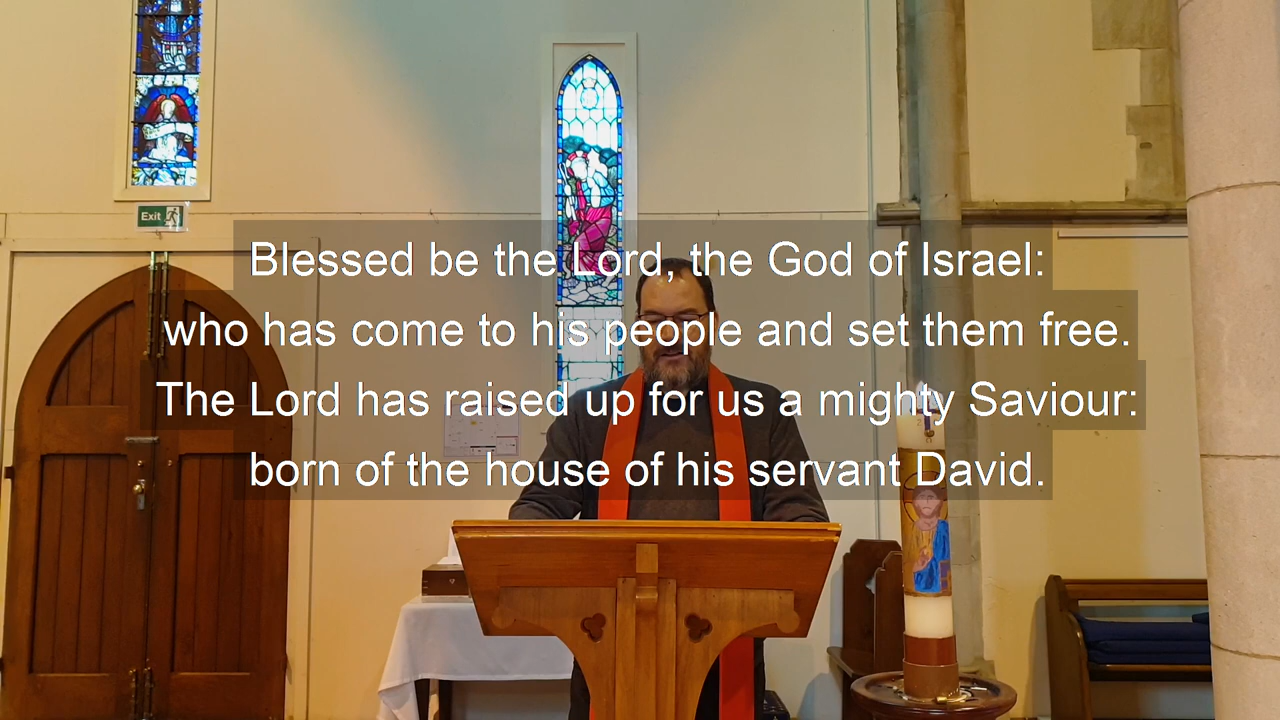 Exit
Blessed be the Lord, the God of Israel:
who has come to his people and set them free.
The Lord has raised up for us a mighty Saviour:
born of the house of his servant David.